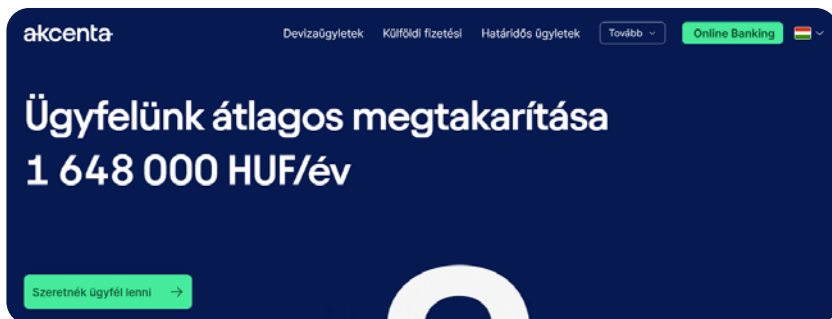 akcenta
Devizaügyletek Külföldi fizetési Határidős ügyletek Tovább Online Banking
Ügyfelünk átlagos megtakarítása
1 648 000 HUF/év
Szeretnék ügyfél lenni